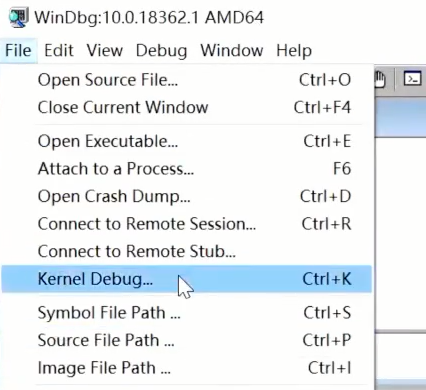 WinDbg:10.0.18362.1 AMD64
File Edit View Debug Window Help
Open Source File... Ctrl+O
Close Current Window Ctrl+F4
Open Executable... Ctrl+E
Attach to a Process... F6
Open Crash Dump... Ctrl+D
Connect to Remote Session... Ctrl+R
Connect to Remote Stub...
Kernel Debug... Ctrl+K
Symbol File Path ... Ctrl+S
Source File Path ... Ctrl+P
Image File Path ... Ctrl+I